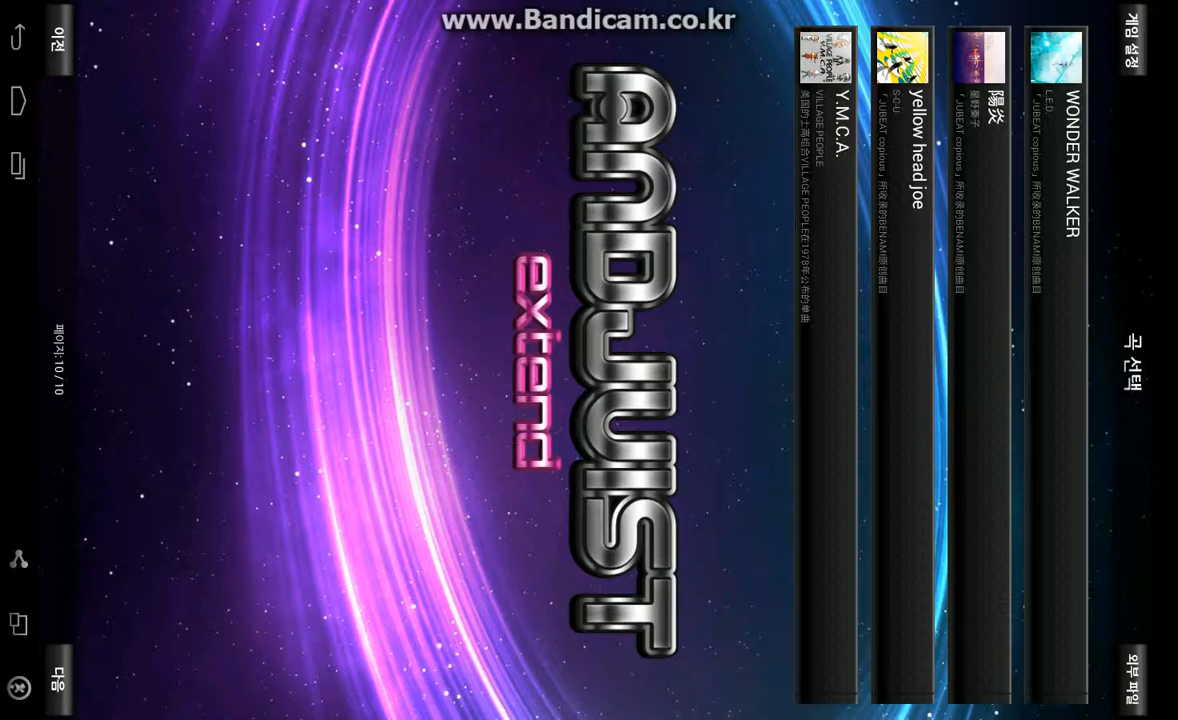 www.Bandicam.co.kr
게임 설정
곡 선택
외부 파일
WONDER WALKER
L.E.D.
「JUBEAT copious」所收录的BENAMI原创曲目
陽炎
星野奏子
「JUBEAT copious」所收录的BENAMI原创曲目
yellow head joe
S-C-U
「JUBEAT copious」所收录的BENAMI原创曲目
VILLAGE PEOPLE
Y.M.C.A.
Y.M.C.A.
VILLAGE PEOPLE
美国的士高组合VILLAGE PEOPLE在1978年公布的单曲
ANDJUIST
extend
이전
페이지: 10 / 10
다음